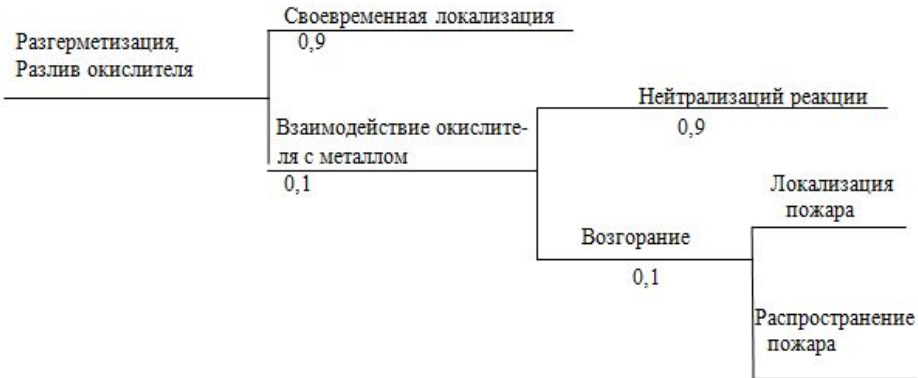 Своевременная локализация
0,9
Разгерметизация,
Разлив окислителя
Взаимодействие окислите-
ля с металлом
0,1
Нейтрализаций реакции
0,9
Возгорание
0,1
Локализация
пожара
Распространение
пожара